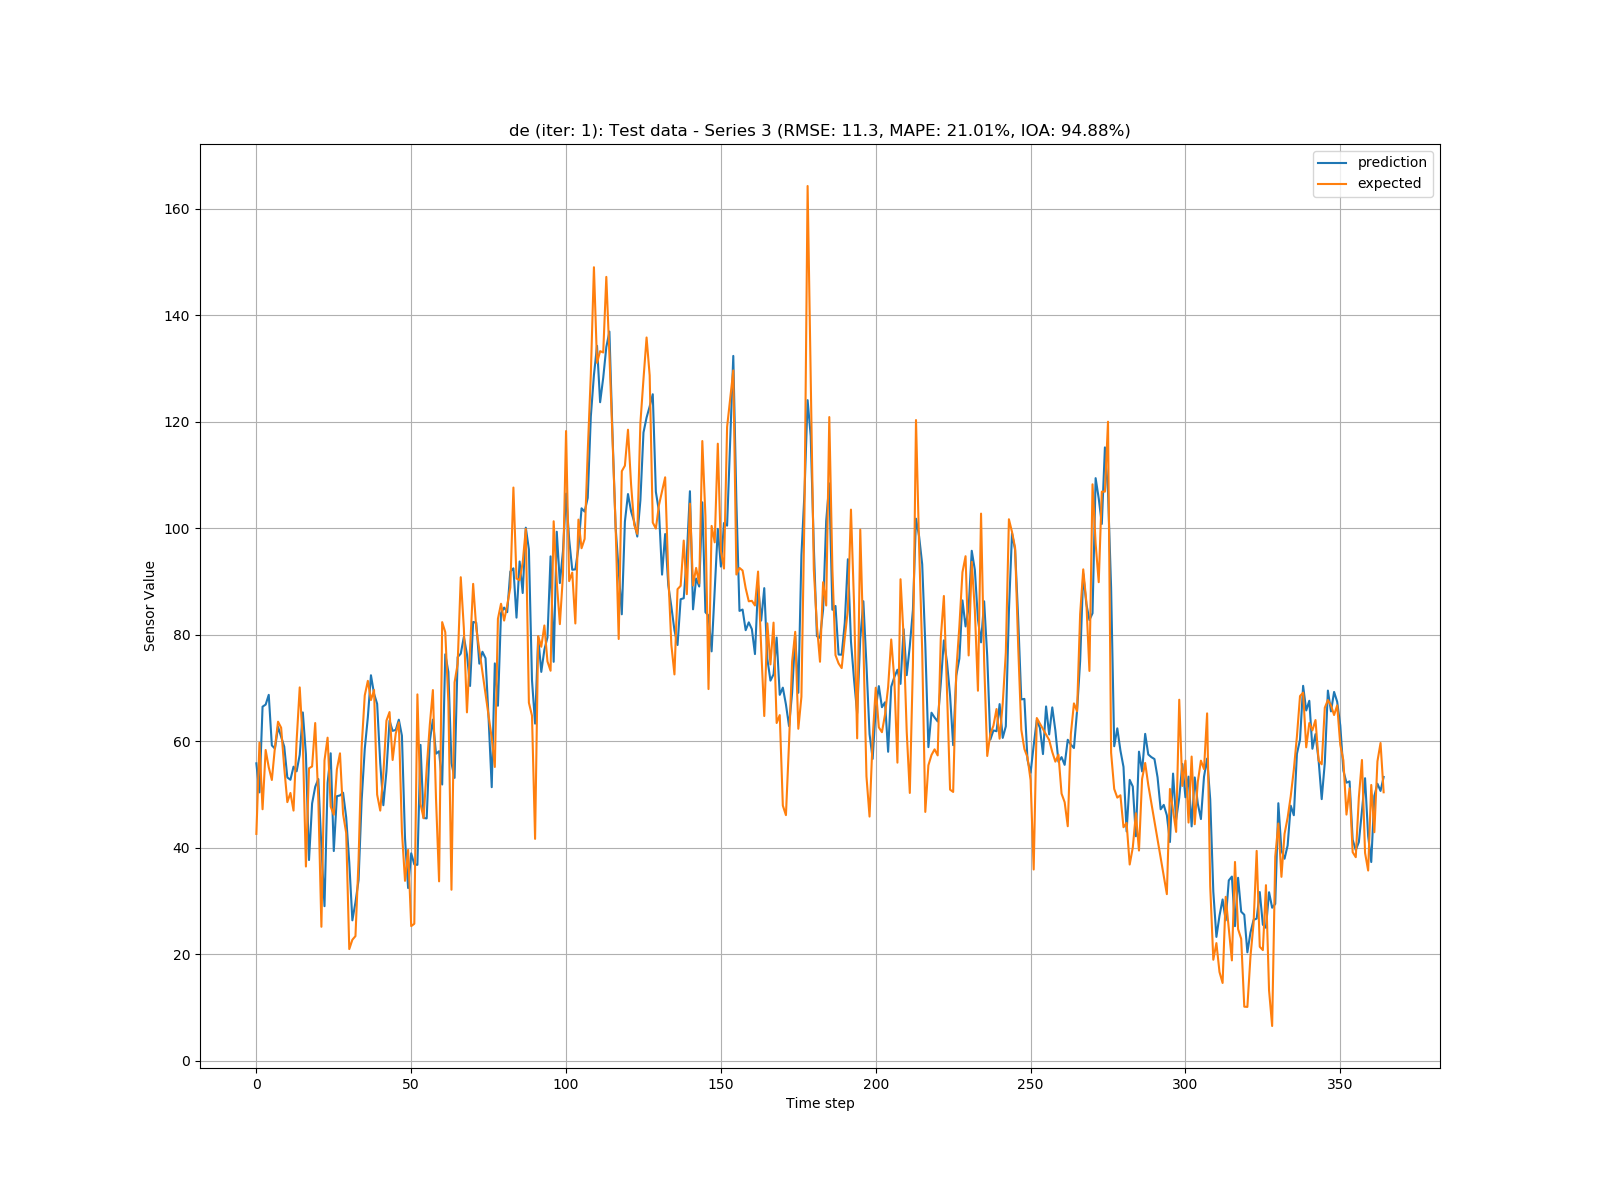 de (iter: 1): Test data - Series 3 (RMSE: 11.3, MAPE: 21.01%, IOA: 94.88%)
prediction
expected
160
140
120
100
80
60
40
20
0
Sensor Value
0 50 100 150 200 250 300 350
Time step